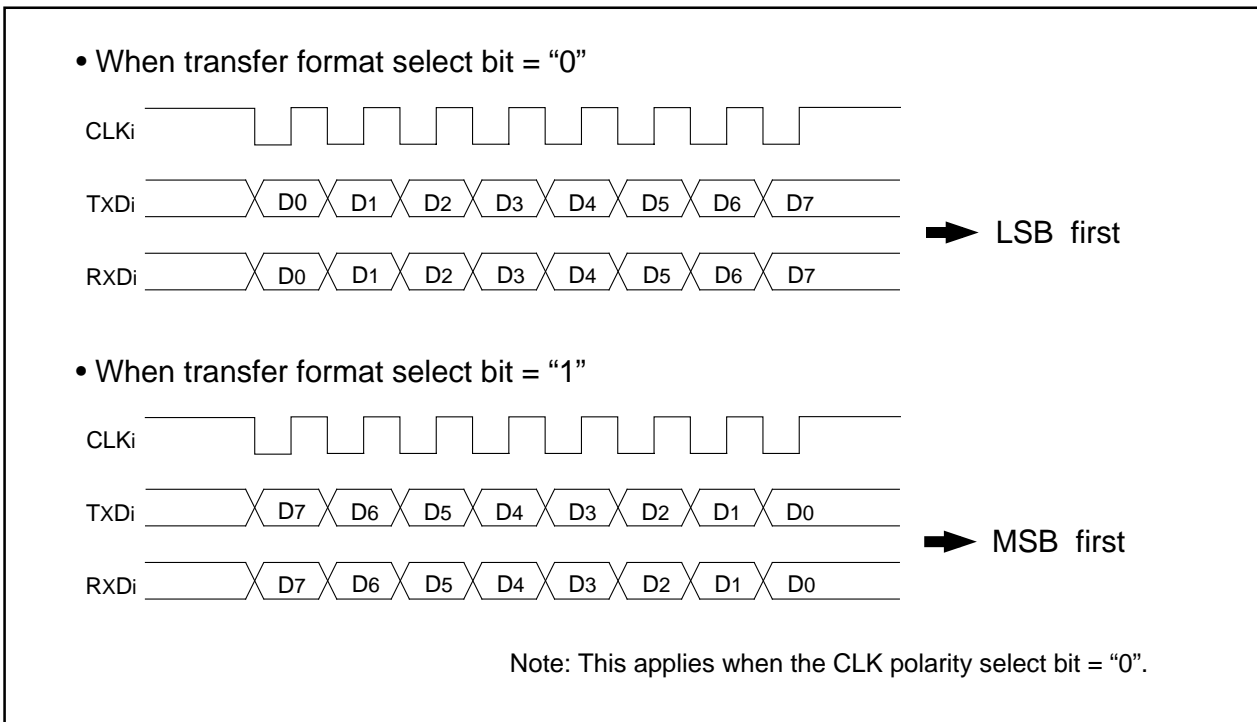 • When transfer format select bit = “0”
CLKi
TXDi D0 D1 D2 D3 D4 D5 D6 D7
LSB first
RXDi D0 D1 D2 D3 D4 D5 D6 D7
• When transfer format select bit = “1”
CLKi
TXDi D7 D6 D5 D4 D3 D2 D1 D0
MSB first
RXDi D7 D6 D5 D4 D3 D2 D1 D0
Note: This applies when the CLK polarity select bit = “0”.